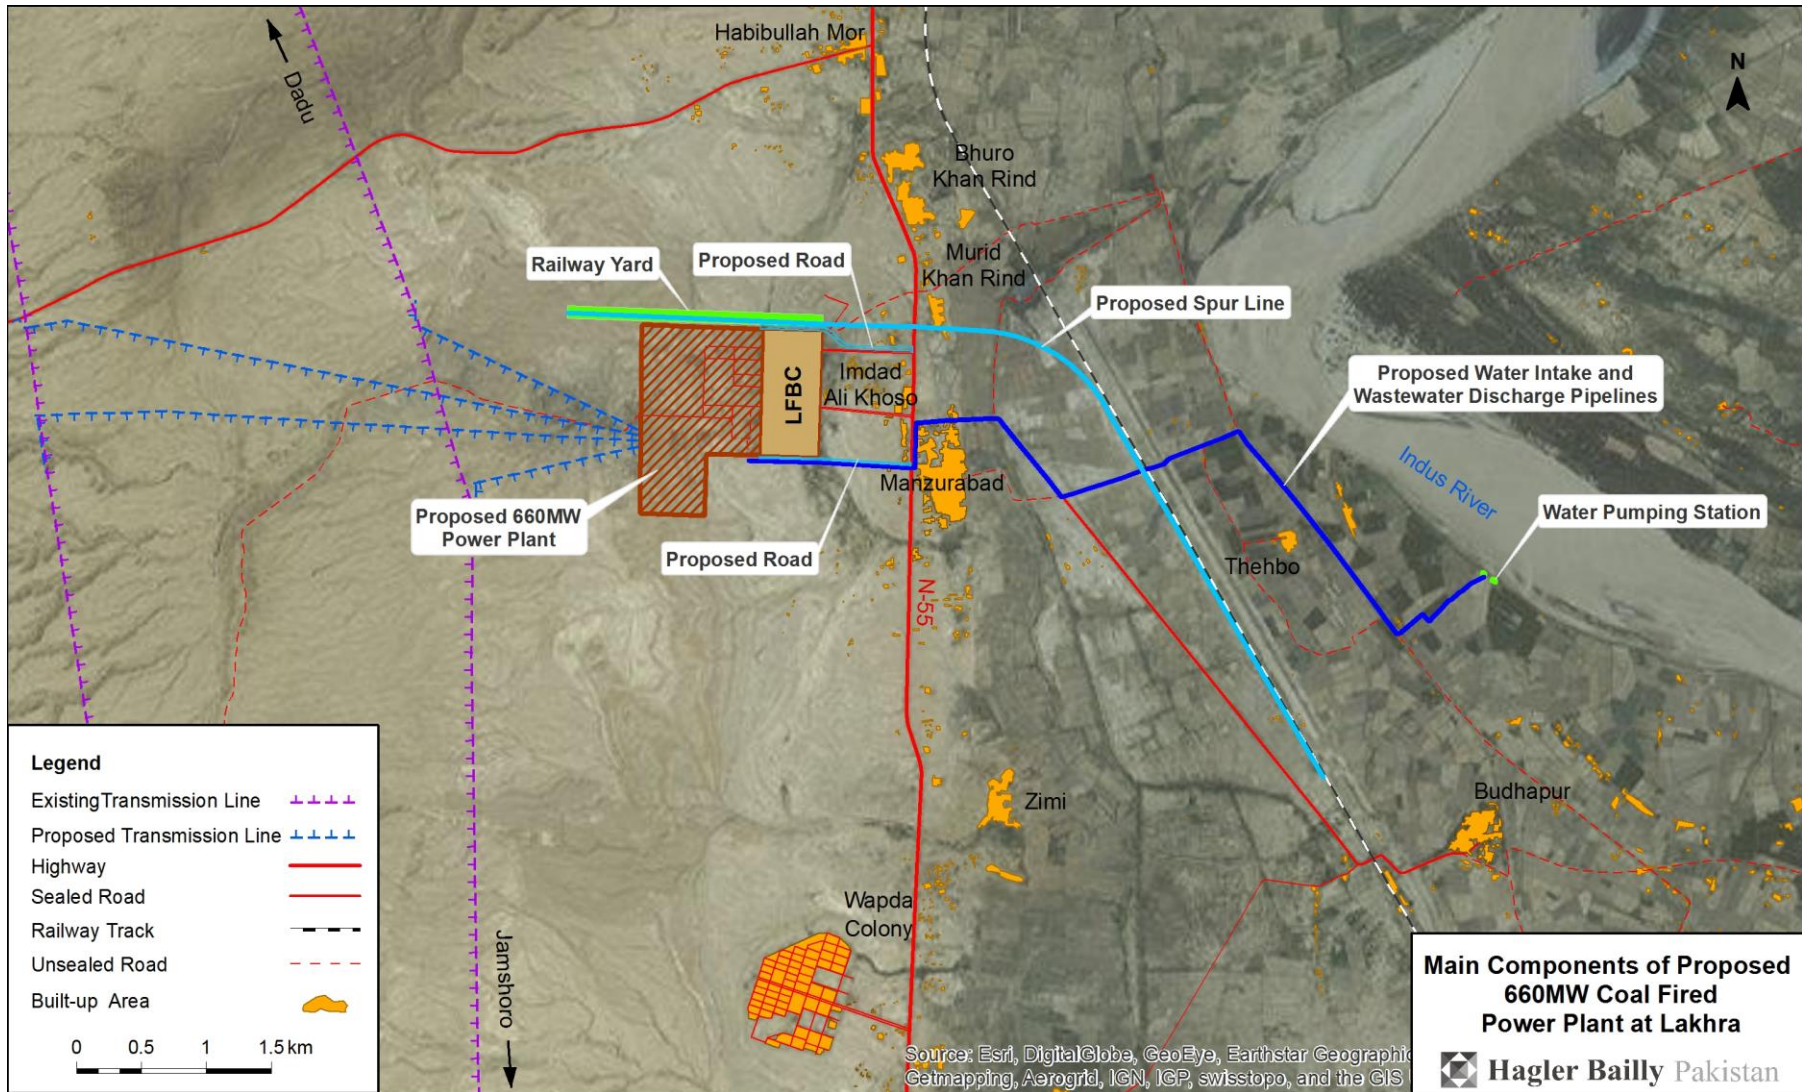 Habibullah Mor
Dadu
N
Bhuro
Khan Rind
Murid
Khan Rind
Railway Yard
Proposed Road
Proposed Spur Line
Imdad
Ali Khoso
LFBC
Proposed Water Intake and
Wastewater Discharge Pipelines
Indus River
Water Pumping Station
Manzurabad
Proposed 660MW
Power Plant
Proposed Road
Thehbo
N-55
Zimi
Budhapur
Wapda
Colony
Jamshoro
Legend
ExistingTransmission Line
Proposed Transmission Line
Highway
Sealed Road
Railway Track
Unsealed Road
Built-up Area
0 0.5 1 1.5 km
Main Components of Proposed
660MW Coal Fired
Power Plant at Lakhra
Hagler Bailly Pakistan
Source: Esri, DigitalGlobe, GeoEye, Earthstar Geographic
Getmapping, Aerogrid, IGN, IGP, swisstopo, and the GIS